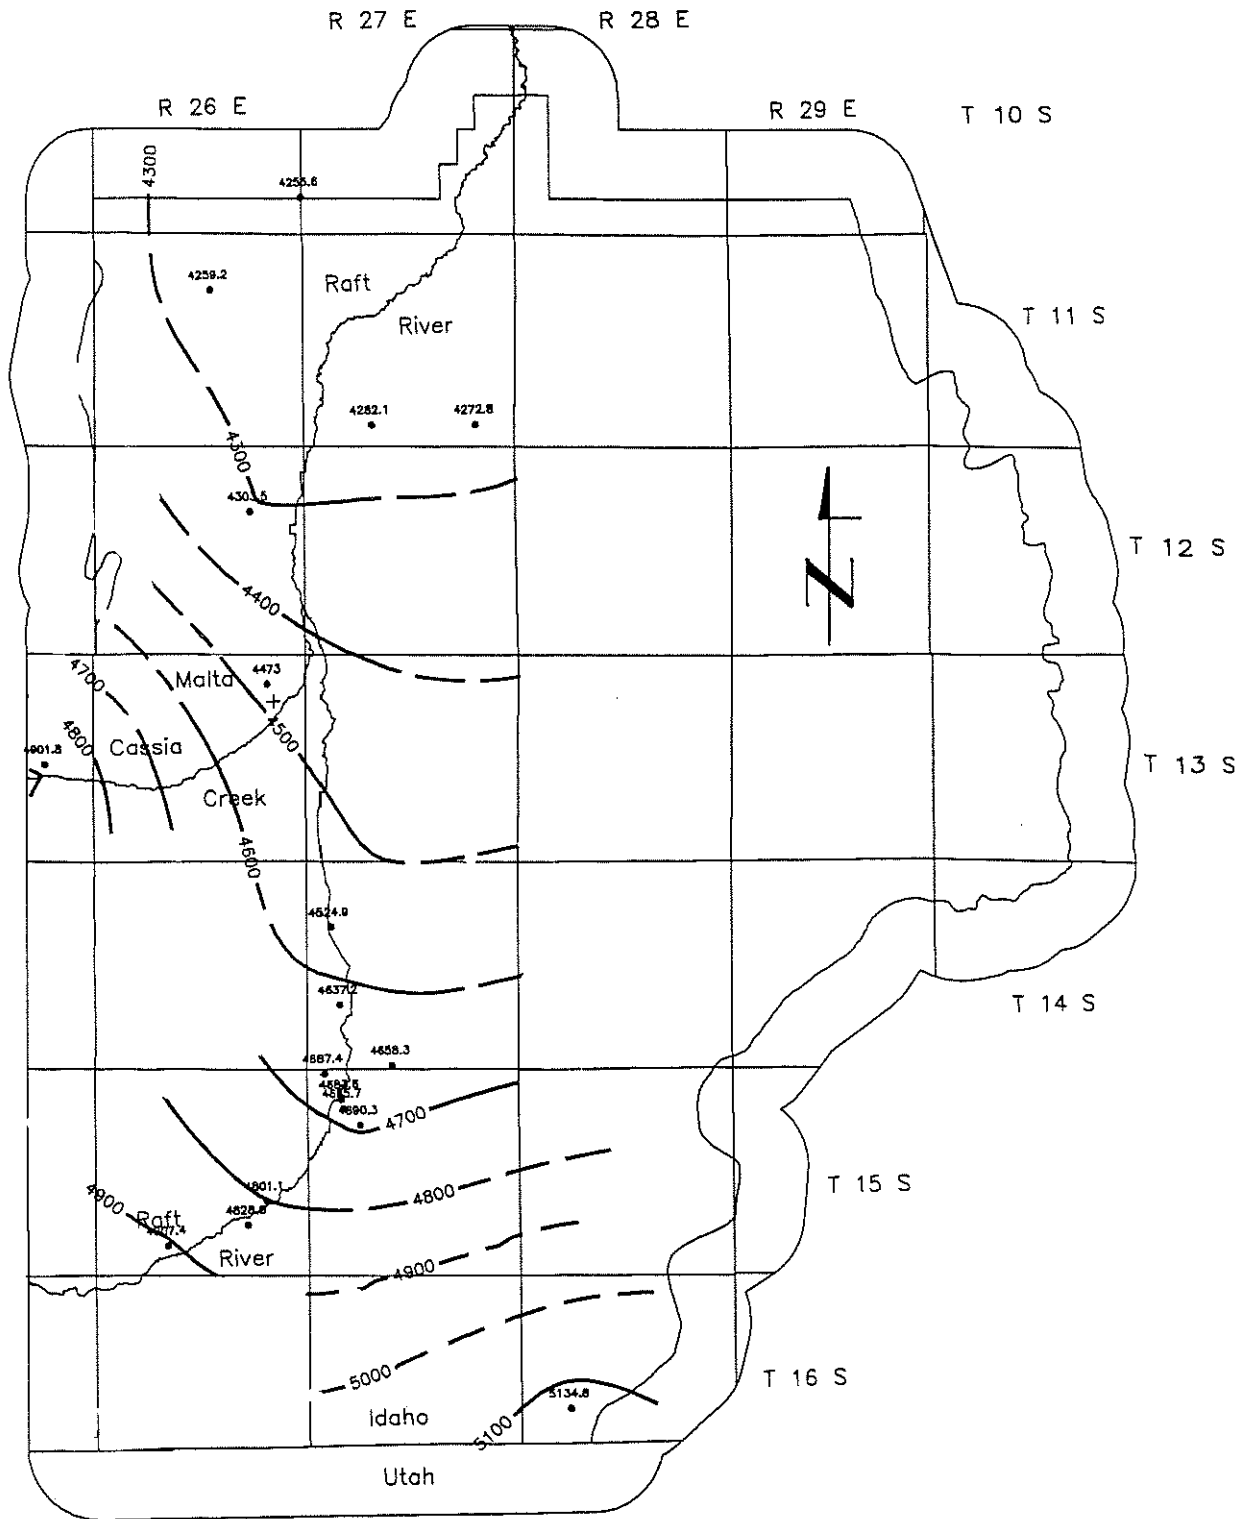 R 27 E
R 28 E
R 26 E
R 29 E
T 10 S
4300
4255.6
4259.2
Raft
River
T 11 S
4282.1
4272.8
4300
4303.5
N
T 12 S
4400
4700
Malta
4473
4500
4800
Cassia
4901.8
T 13 S
Creek
4600
4524.9
4637.2
T 14 S
4687.4
4658.3
4690.3
4700
4801.1
4800
T 15 S
4900
Raft
4828.8
River
4900
5000
T 16 S
5134.8
Idaho
5100
Utah